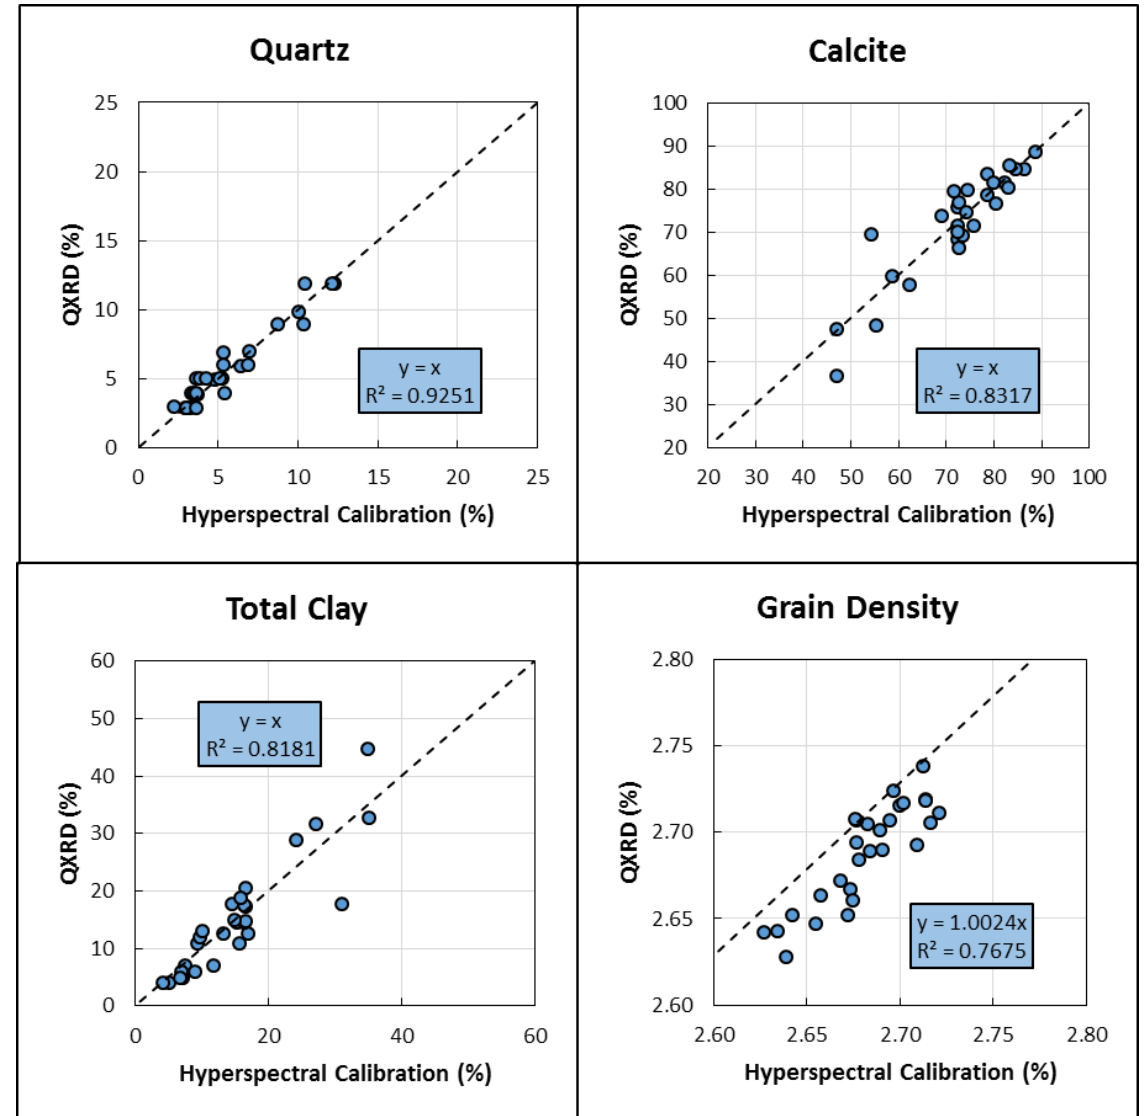 Quartz
25
20
15
10
5
0
QXRD (%)
y = x
R² = 0.9251
0 5 10 15 20 25
Hyperspectral Calibration (%)
Calcite
100
90
80
70
60
50
40
30
20
QXRD (%)
y = x
R² = 0.8317
20 30 40 50 60 70 80 90 100
Hyperspectral Calibration (%)
Total Clay
60
50
40
30
20
10
0
QXRD (%)
y = x
R² = 0.8181
0 20 40 60
Hyperspectral Calibration (%)
Grain Density
2.80
2.75
2.70
2.65
2.60
QXRD (%)
y = 1.0024x
R² = 0.7675
2.60 2.65 2.70 2.75 2.80
Hyperspectral Calibration (%)